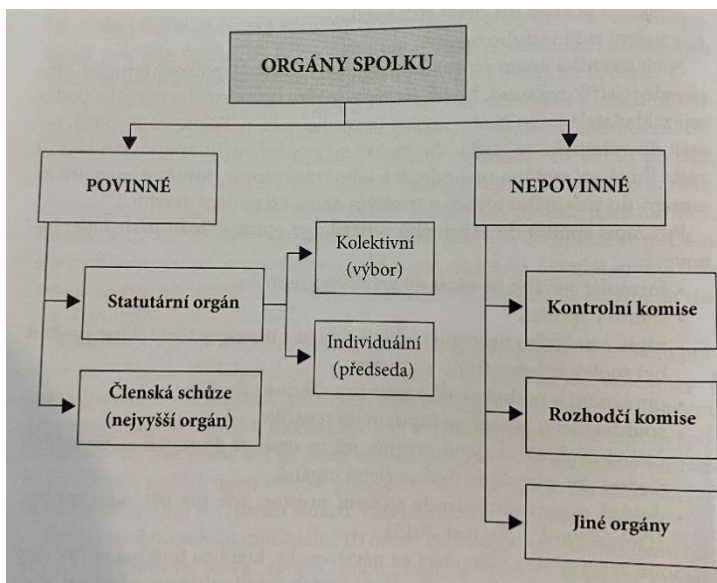 ORGÁNY SPOLKU
POVINNÉ
NEPOVINNÉ
Kolektivní
(výbor)
Statutární orgán
Individuální
(předseda)
Členská schůze
(nejvyšší orgán)
Kontrolní komise
Rozhodčí komise
Jiné orgány